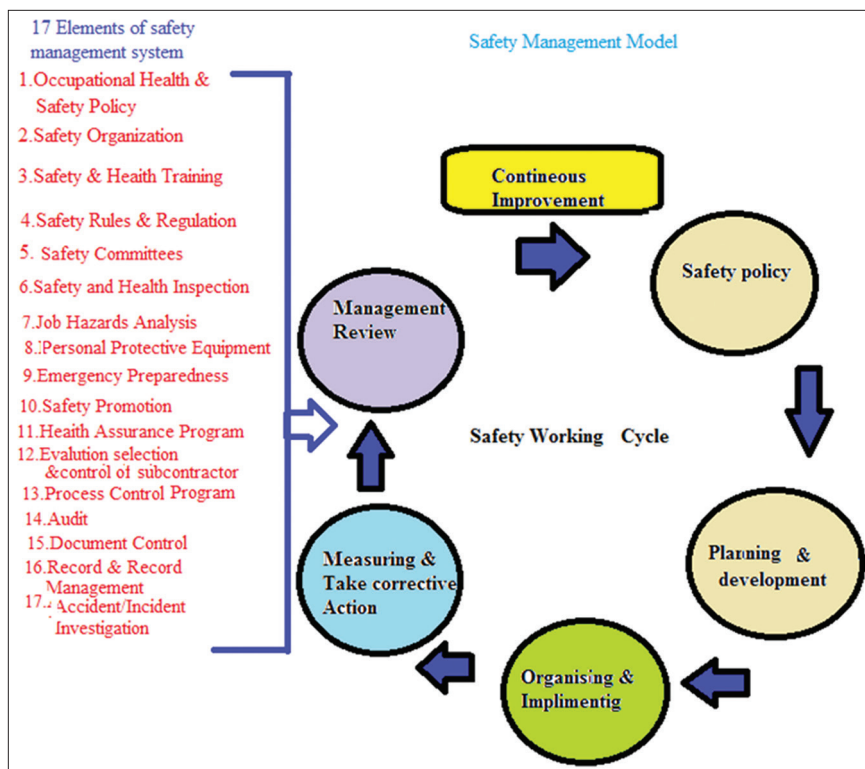 17 Elements of safety
management system
1.Occupational Health &
Safety Policy
2.Safety Organization
3.Safety & Heaith Training
4.Safety Rules & Regulation
5. Safety Committees
6.Safety and Health Inspection
7.Job Hazards Analysis
8.Personal Protective Equipment
9.Emergency Preparedness
10.Safety Promotion
11.Health Assurance Program
12.Evalution selection
&control of subcontractor
13.Process Control Program
14.Audit
15.Document Control
16.Record & Record
Management
17.Accident/Incident
Investigation
Safety Management Model
Contineous
Improvement
Safety policy
Planning &
development
Organising &
Implimentig
Measuring &
Take corrective
Action
Management
Review
Safety Working Cycle